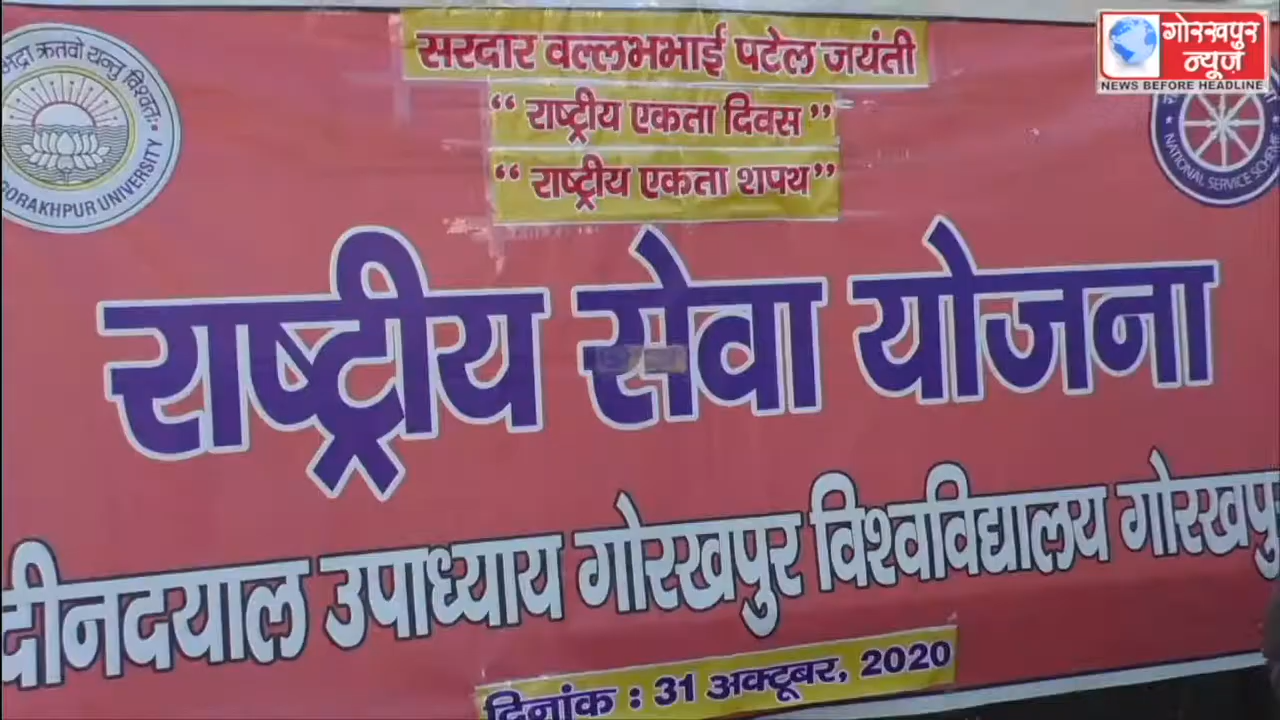 सरदार वल्लभभाई पटेल जयंती
“ राष्ट्रीय एकता दिवस ”
“ राष्ट्रीय एकता शपथ”
राष्ट्रीय सेवा योजना
दीनदयाल उपाध्याय गोरखपुर विश्वविद्यालय गोरखपु
दिनांक : 31 अक्टूबर, 2020
गोरखपुर
न्यूज़
NEWS BEFORE HEADLINE
GORAKHPUR UNIVERSITY
NATIONAL SERVICE SCHEME